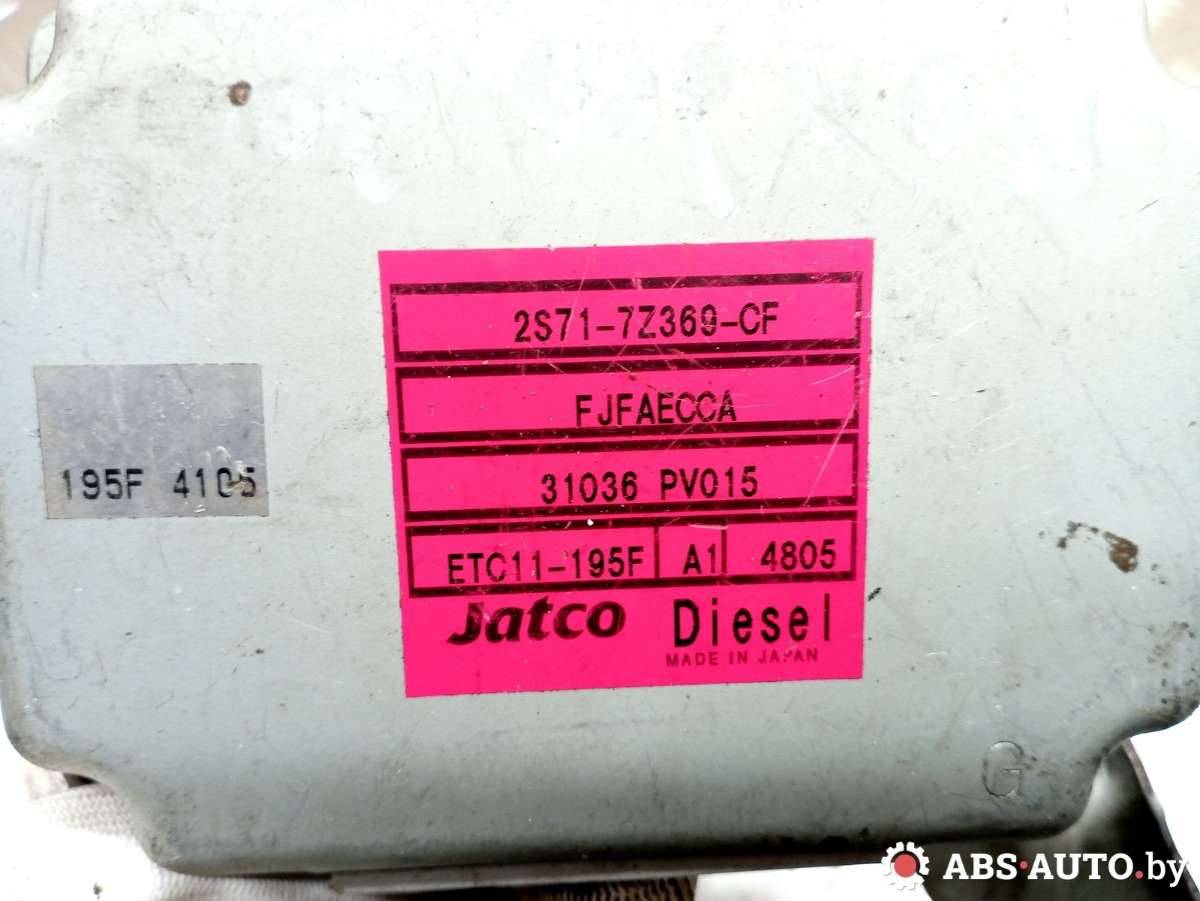 2S71-7Z369-CF
FJFAECCA
31036 PV015
ETC11-195F A1 4805
Jatco Diesel
MADE IN JAPAN
195F 4105
G
ABS·AUTO.by